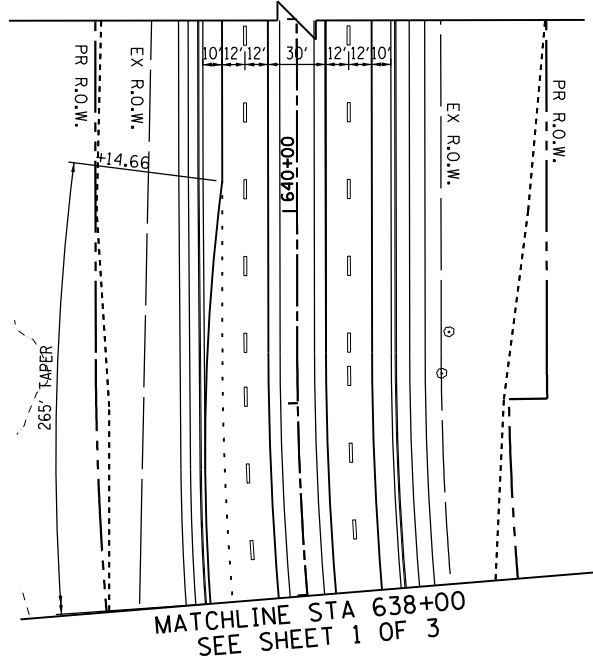 10' 12' 12' 30' 12' 12' 10'
PR R.O.W.
EX R.O.W.
EX R.O.W.
PR R.O.W.
+14.66
640+00
265' TAPER
MATCHLINE STA 638+00
SEE SHEET 1 OF 3